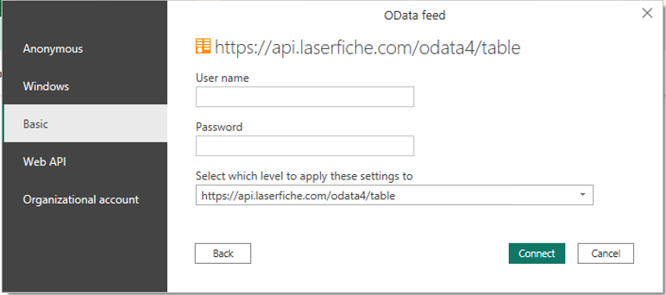 OData feed
Anonymous
Windows
Basic
Web API
Organizational account
https://api.laserfiche.com/odata4/table
User name
Password
Select which level to apply these settings to
https://api.laserfiche.com/odata4/table
Back
Connect
Cancel